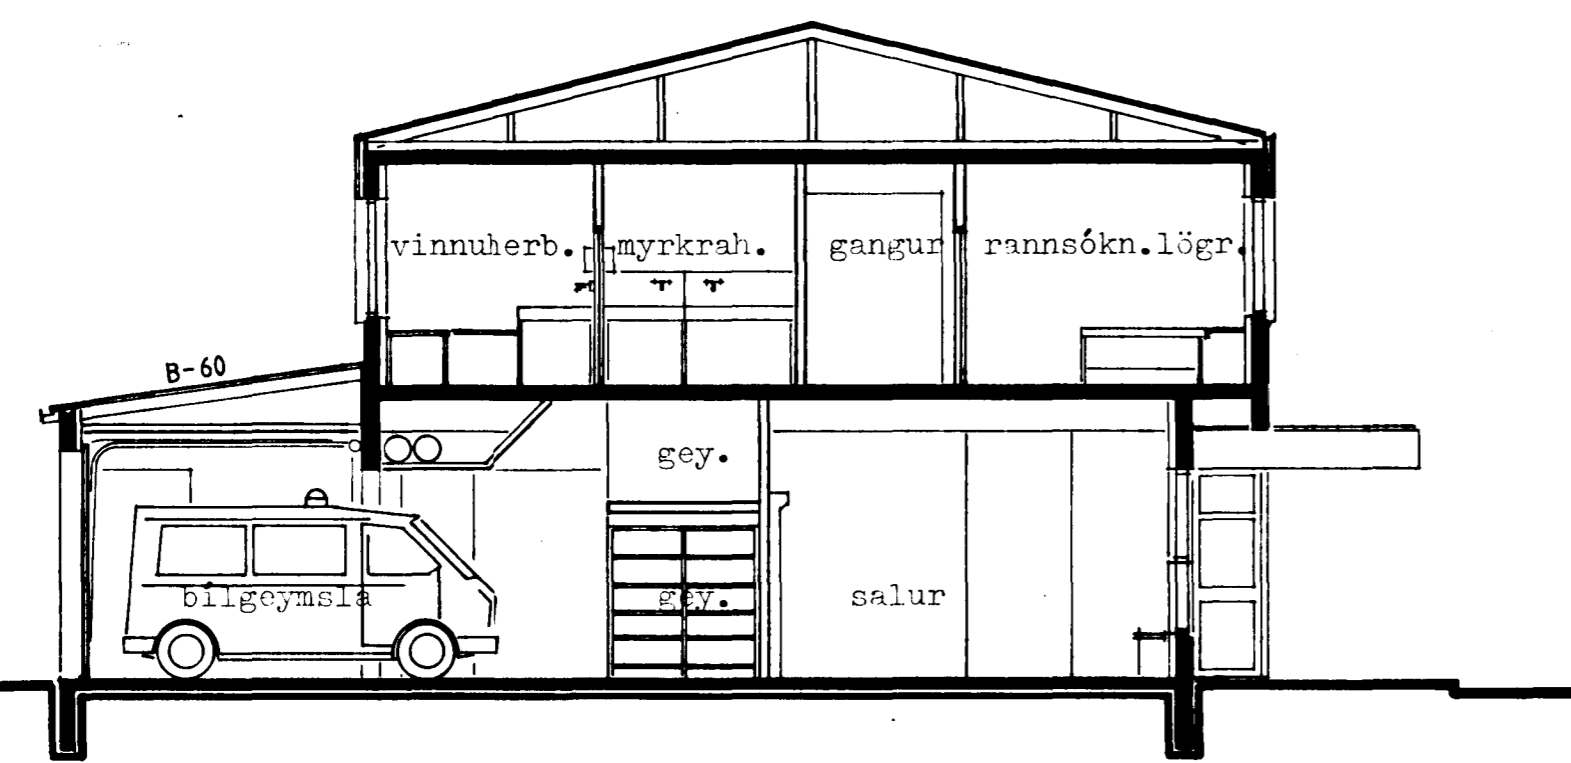 vinnuherb.
myrkrah.
gangur
rannsókn.lögr.
B-60
gey.
bílgeymsla
gey.
salur